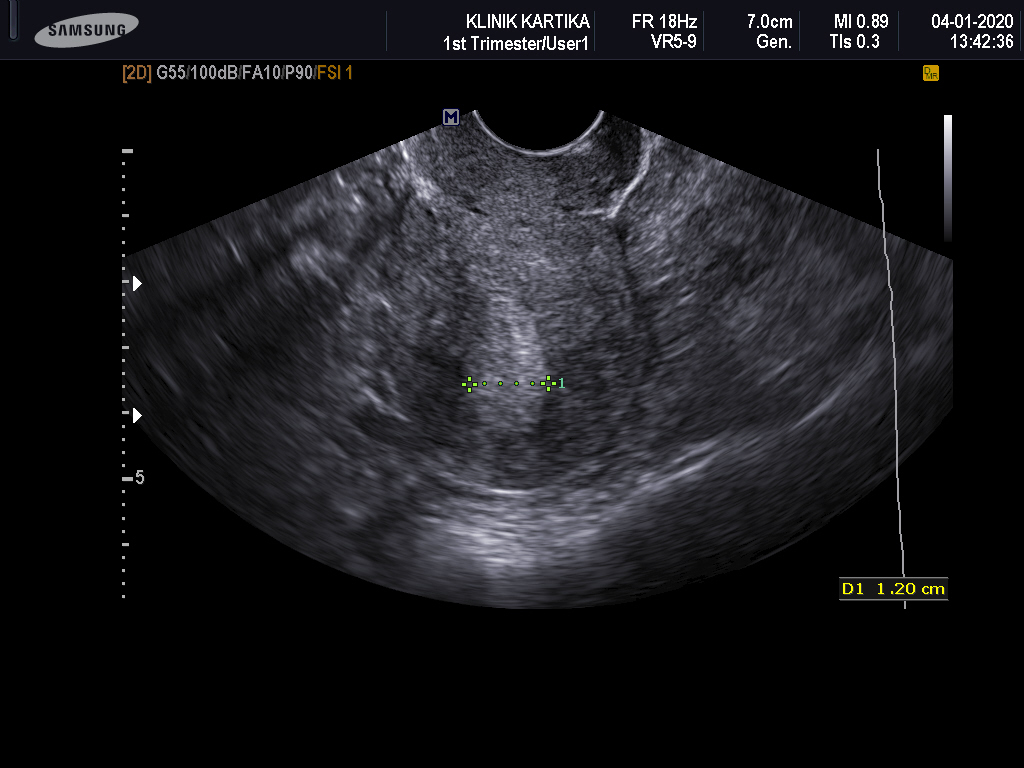 SAMSUNG
KLINIK KARTIKA
1st Trimester/User1
FR 18Hz
VR5-9
7.0cm
Gen.
MI 0.89
TIs 0.3
04-01-2020
13:42:36
[2D] G55/100dB/FA10/P90/FSI 1
M
1
5
D1 1.20 cm